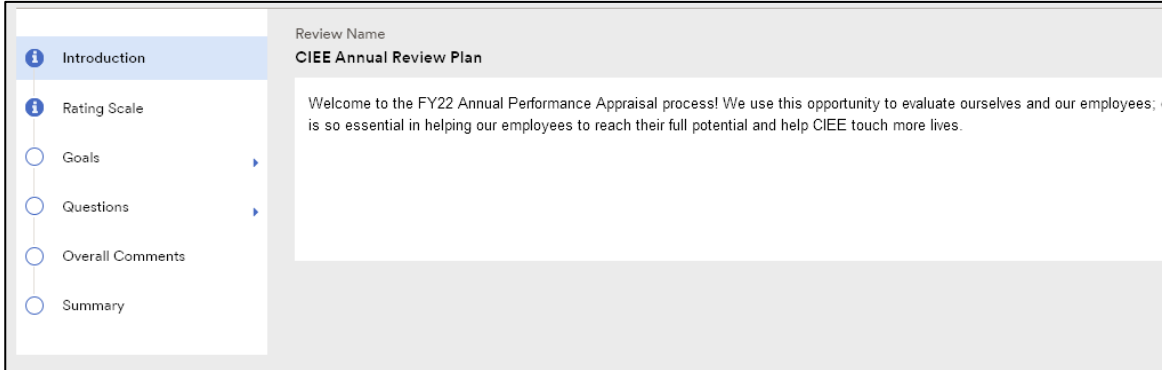 Introduction
Rating Scale
Goals
Questions
Overall Comments
Summary
Review Name
CIEE Annual Review Plan
Welcome to the FY22 Annual Performance Appraisal process! We use this opportunity to evaluate ourselves and our employees;
is so essential in helping our employees to reach their full potential and help CIEE touch more lives.